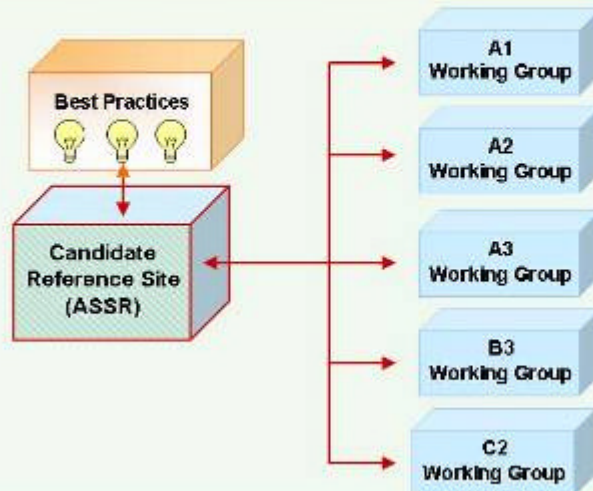 Best Practices
Candidate
Reference Site
(ASSR)
A1
Working Group
A2
Working Group
A3
Working Group
B3
Working Group
C2
Working Group